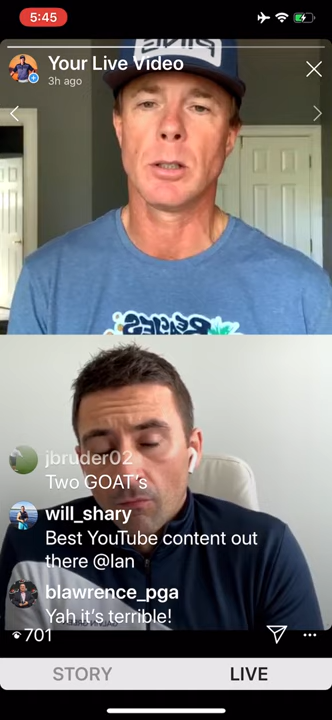 5:45
PING
Your Live Video
3h ago
jbruder02
Two GOAT's
will_shary
Best YouTube content out
there @Ian
blawrence_pga
Yah it's terrible!
701
STORY
LIVE